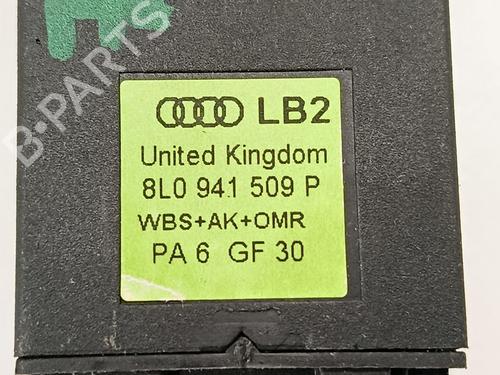 B-PARTS
LB2
United Kingdom
8L0 941 509 P
WBS+AK+OMR
PA 6 GF 30